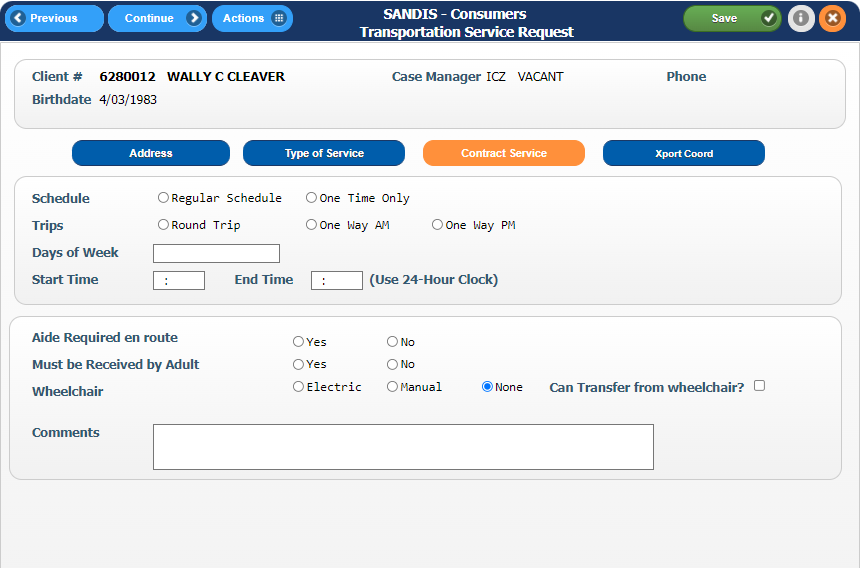 Previous Continue Actions SANDIS - Consumers Save
Transportation Service Request
Client # 6280012 WALLY C CLEAVER Case Manager ICZ VACANT Phone
Birthdate 4/03/1983
Address Type of Service Contract Service Xport Coord
Schedule Regular Schedule One Time Only
Trips Round Trip One Way AM One Way PM
Days of Week
Start Time : End Time : (Use 24-Hour Clock)
Aide Required en route Yes No
Must be Received by Adult Yes No
Wheelchair Electric Manual None Can Transfer from wheelchair?
Comments